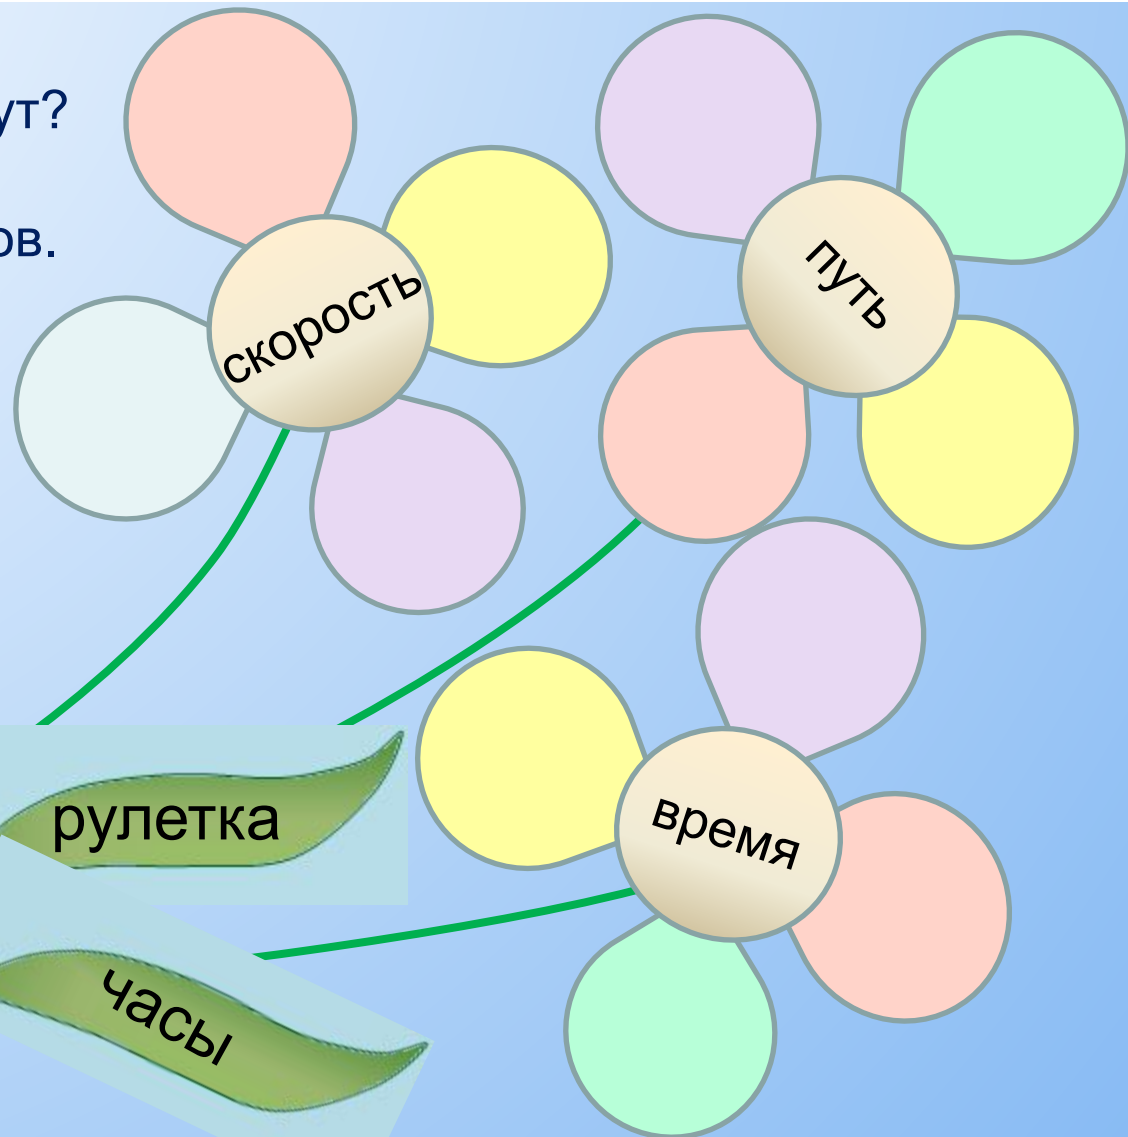 ут?
ов.
скорость
путь
рулетка
время
часы